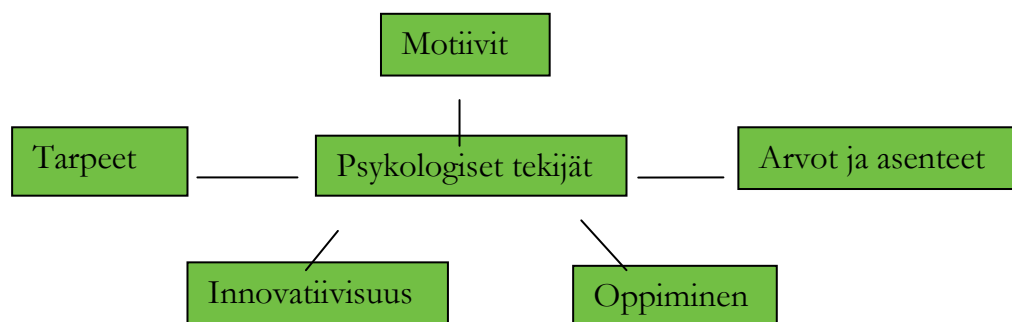 Motiivit
Tarpeet
Psykologiset tekijät
Arvot ja asenteet
Innovatiivisuus
Oppiminen